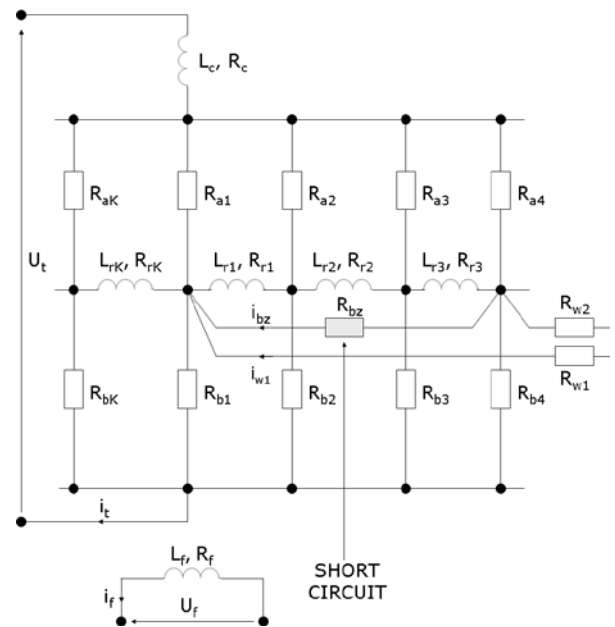 L_c, R_c
R_aK R_a1 R_a2 R_a3 R_a4
U_t
L_rK, R_rK L_r1, R_r1 L_r2, R_r2 L_r3, R_r3
R_w2
i_bz R_bz
i_w1 R_w1
R_bK R_b1 R_b2 R_b3 R_b4
i_t
L_f, R_f
SHORT
CIRCUIT
i_f
U_f